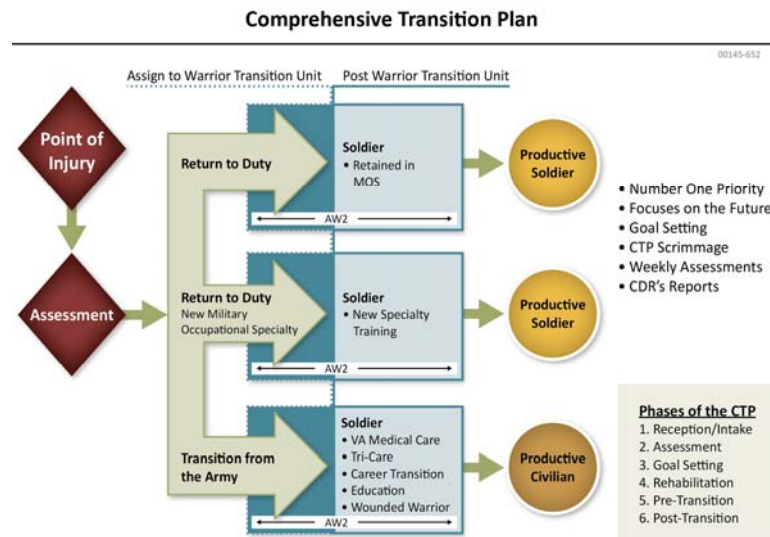 Comprehensive Transition Plan
00145-652
Assign to Warrior Transition Unit
Post Warrior Transition Unit
Point of
Injury
Assessment
Return to Duty
Soldier
• Retained in
MOS
AW2
Productive
Soldier
Return to Duty
New Military
Occupational Specialty
Soldier
• New Specialty
Training
AW2
Productive
Soldier
Transition from
the Army
Soldier
• VA Medical Care
• Tri-Care
• Career Transition
• Education
• Wounded Warrior
AW2
Productive
Civilian
• Number One Priority
• Focuses on the Future
• Goal Setting
• CTP Scrimmage
• Weekly Assessments
• CDR's Reports
Phases of the CTP
1. Reception/Intake
2. Assessment
3. Goal Setting
4. Rehabilitation
5. Pre-Transition
6. Post-Transition